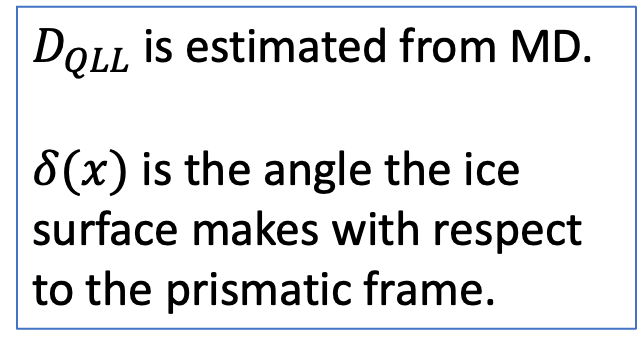 D_QLL is estimated from MD.
δ(x) is the angle the ice
surface makes with respect
to the prismatic frame.